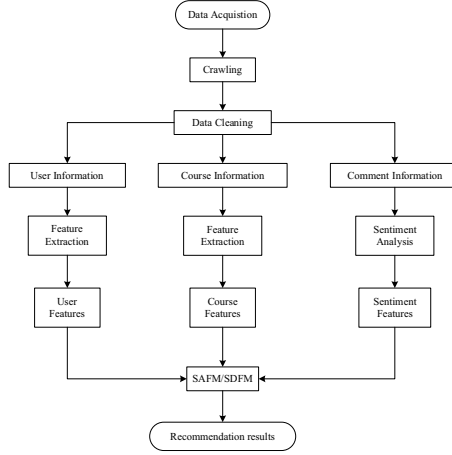 Data Acquistion
Crawling
Data Cleaning
User Information
Course Information
Comment Information
Feature
Extraction
Feature
Extraction
Sentiment
Analysis
User
Features
Course
Features
Sentiment
Features
SAFM/SDFM
Recommendation results